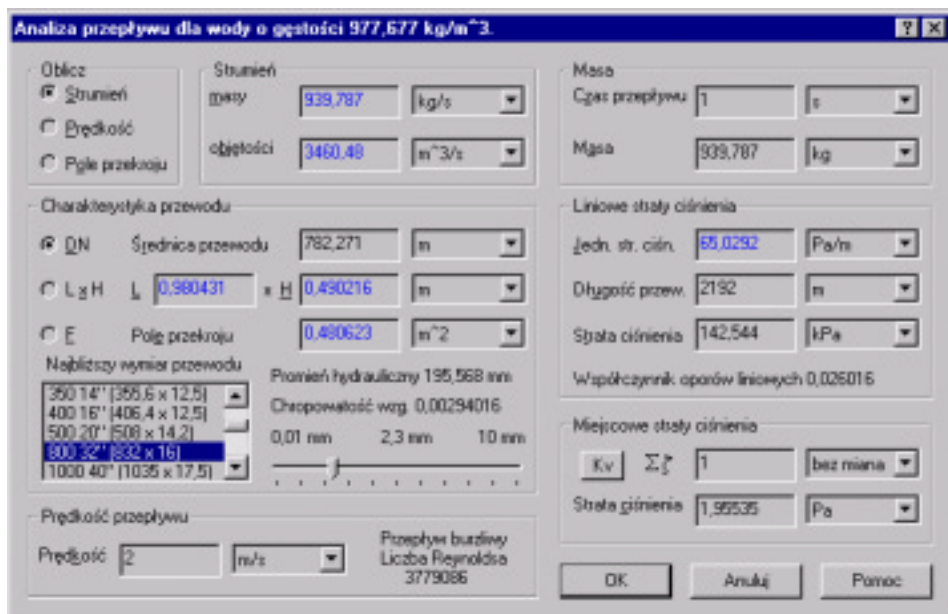 Analiza przepływu dla wody o gęstości 977,677 kg/m^3.
Oblicz
Strumień
Prędkość
Pole przekroju
Strumień
masy 939,787 kg/s
objętości 3460,48 m^3/s
Masa
Czas przepływu 1 s
Masa 939,787 kg
Charakterystyka przewodu
DN Średnica przewodu 782,271 m
L x H L 0,980431 x H 0,490216 m
F Pole przekroju 0,480623 m^2
Najbliższy wymiar przewodu
350 14" (355,6 x 12,5)
400 16" (406,4 x 12,5)
500 20" (508 x 14,2)
800 32" (832 x 16)
1000 40" (1035 x 17,5)
Promień hydrauliczny 195,568 mm
Chropowatość wzg. 0,00294016
0,01 mm 2,3 mm 10 mm
Liniowe straty ciśnienia
Jedn. str. ciśn. 65,0292 Pa/m
Długość przew. 2192 m
Strata ciśnienia 142,544 kPa
Współczynnik oporów liniowych 0,026016
Miejscowe straty ciśnienia
Kv Σζ 1 bez miana
Strata ciśnienia 1,95535 Pa
Prędkość przepływu
Prędkość 2 m/s
Przepływ burzliwy
Liczba Reynoldsa
3779086
OK Anuluj Pomoc